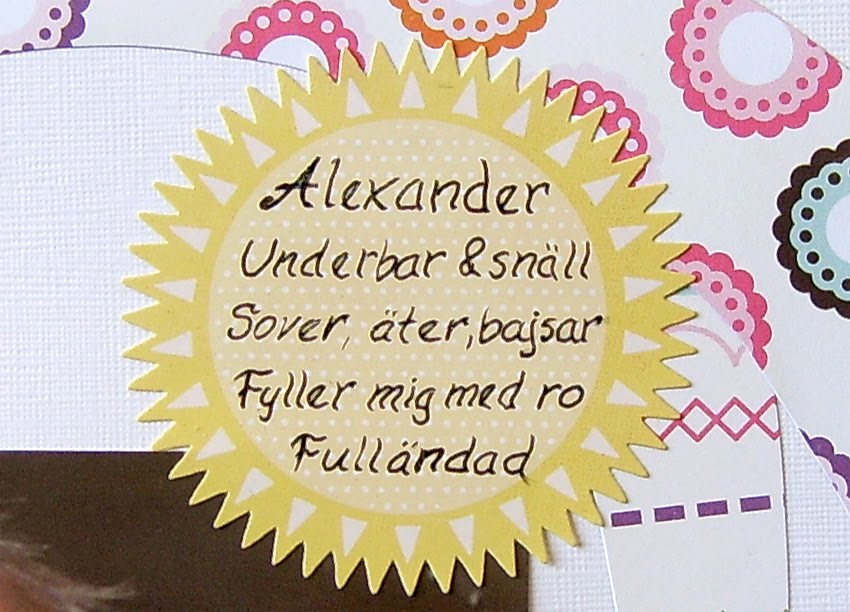 Alexander
Underbar & snäll
Sover, äter, bajsar
Fyller mig med ro
Fulländad